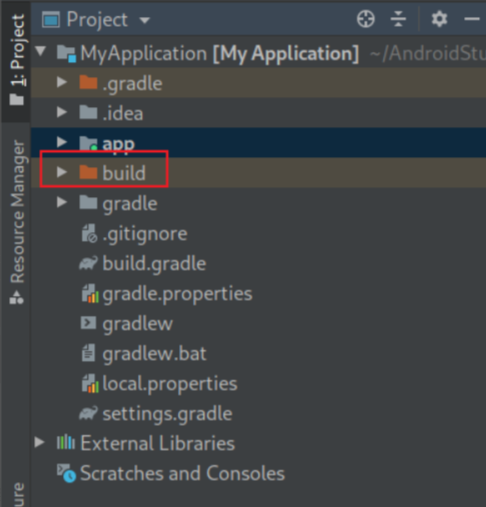 Project
1: Project
MyApplication [My Application] ~/AndroidStu
.gradle
.idea
app
build
gradle
.gitignore
build.gradle
gradle.properties
gradlew
gradlew.bat
local.properties
settings.gradle
External Libraries
Scratches and Consoles
Resource Manager
ure